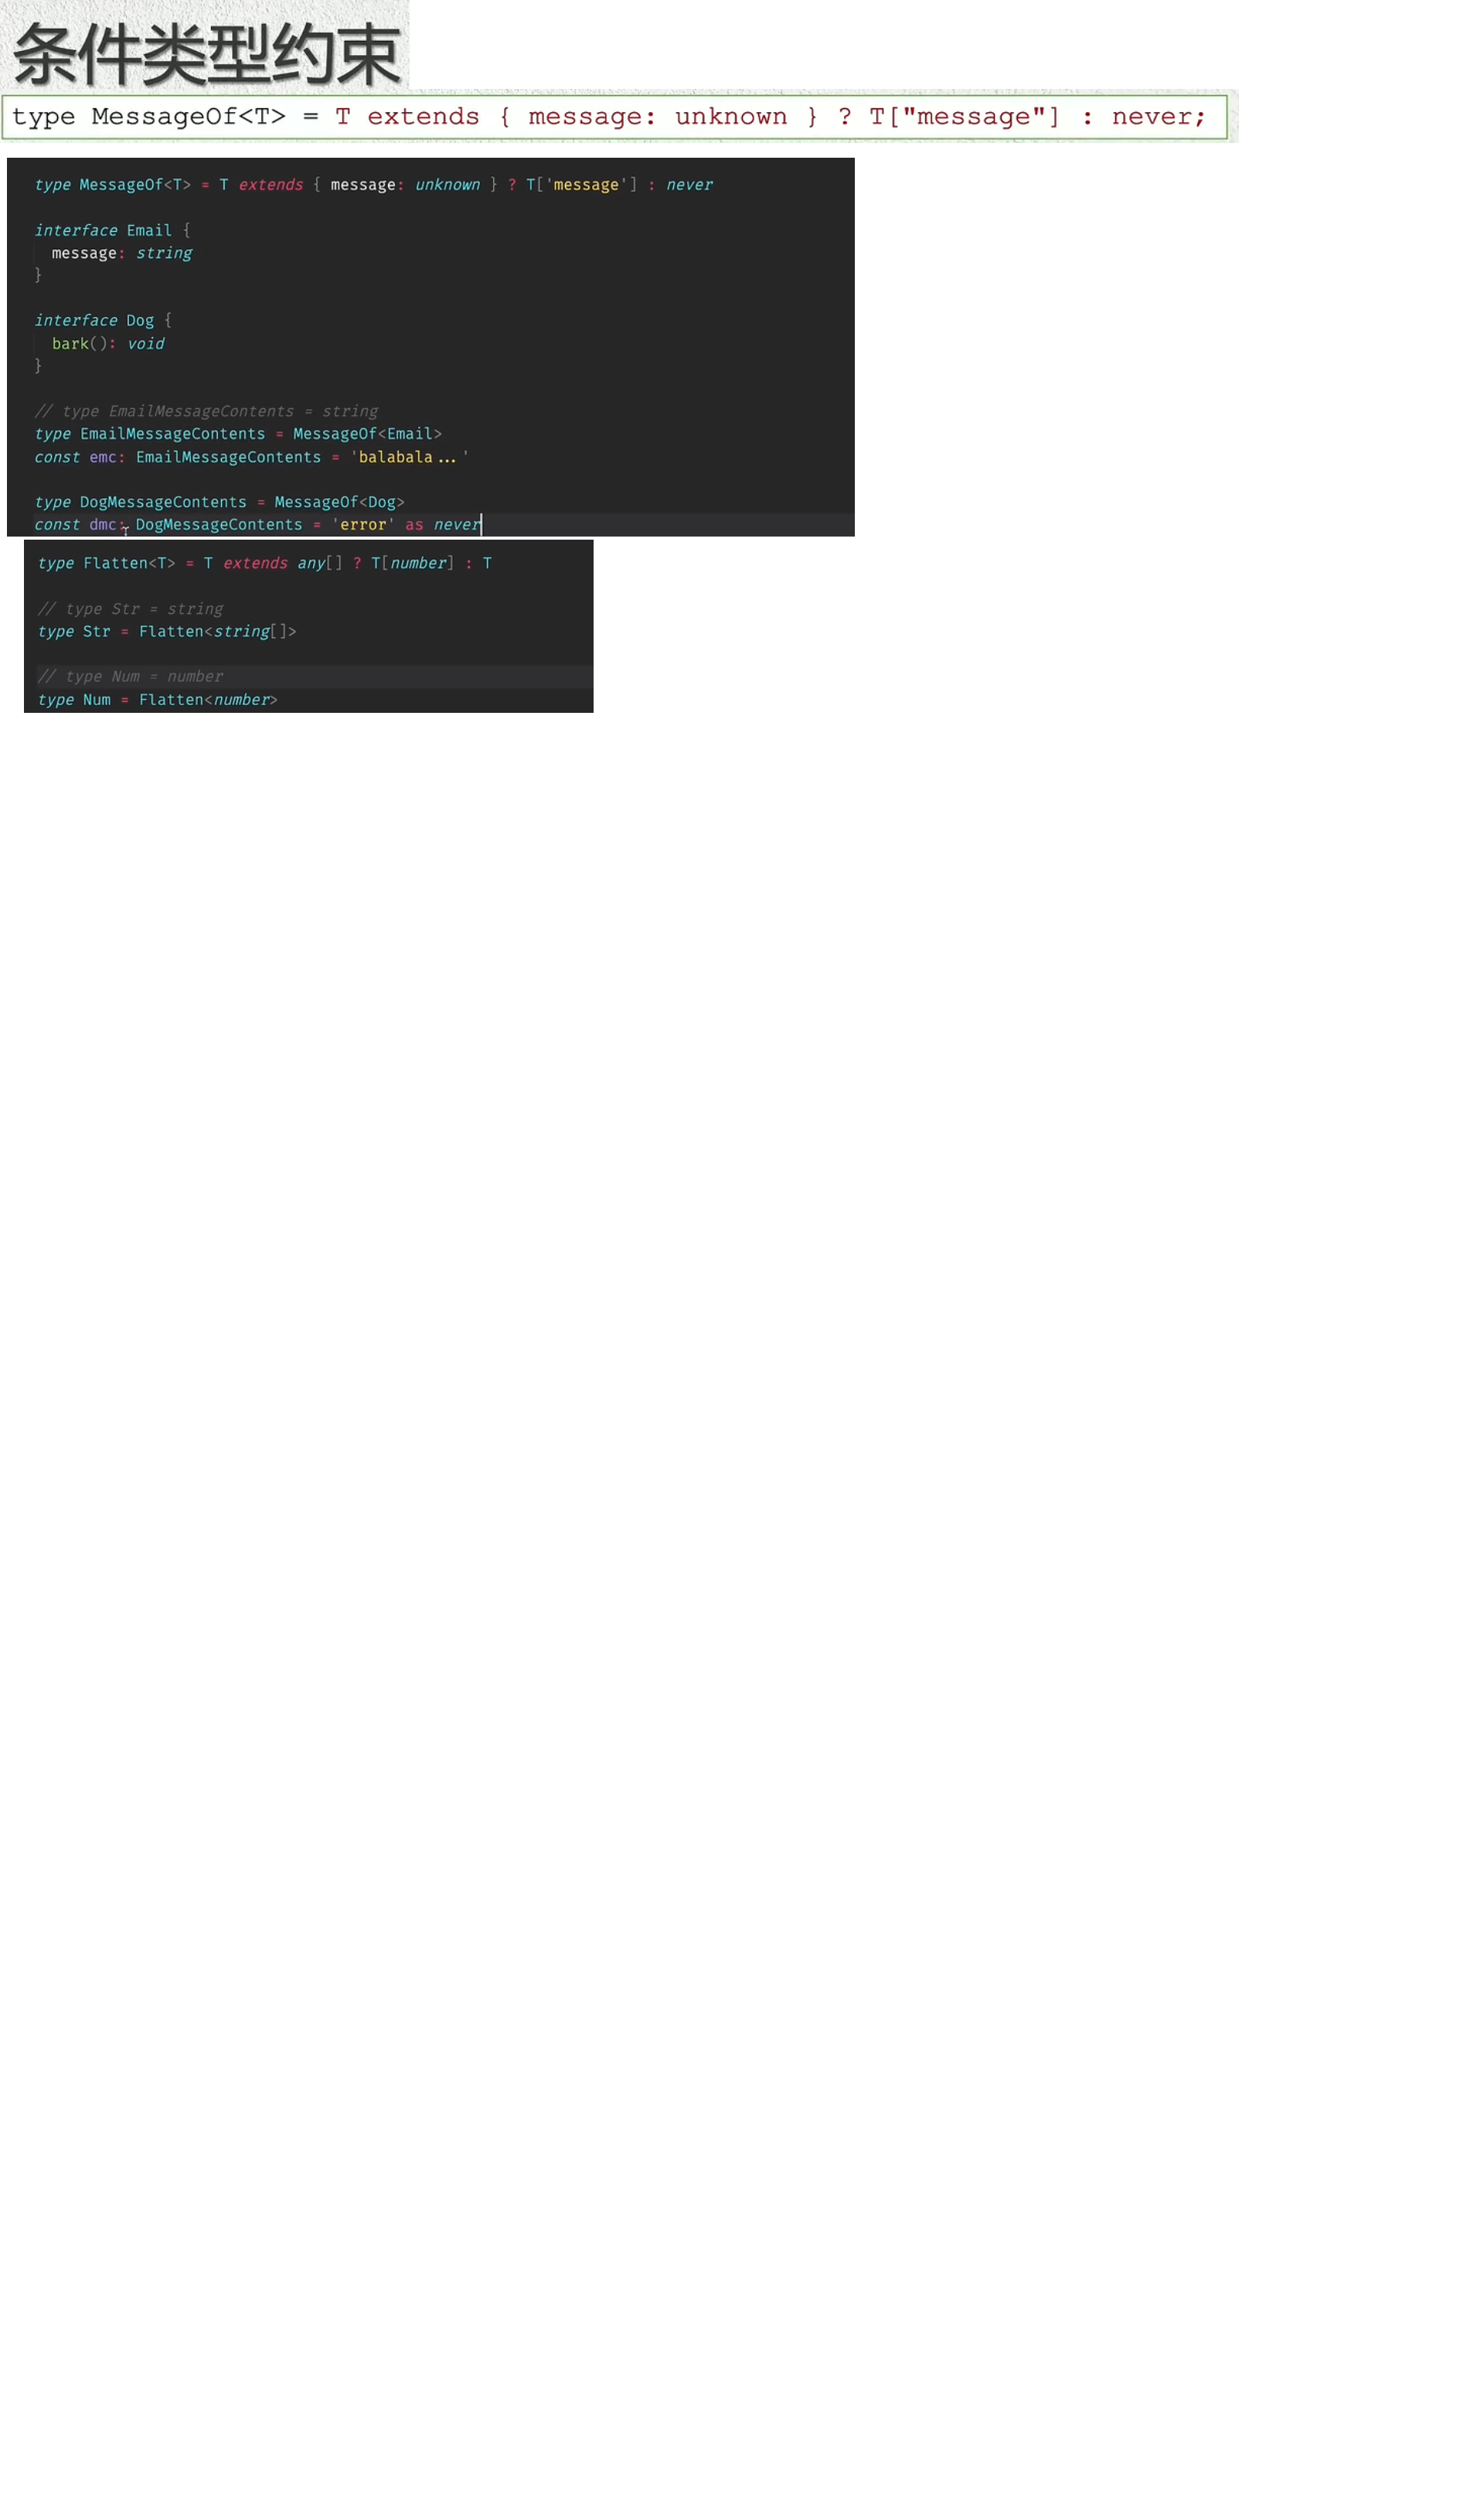 条件类型约束
type MessageOf<T> = T extends { message: unknown } ? T["message"] : never;
type MessageOf<T> = T extends { message: unknown } ? T['message'] : never
interface Email {
message: string
}
interface Dog {
bark(): void
}
// type EmailMessageContents = string
type EmailMessageContents = MessageOf<Email>
const emc: EmailMessageContents = 'balabala...'
type DogMessageContents = MessageOf<Dog>
const dmc: DogMessageContents = 'error' as never
type Flatten<T> = T extends any[] ? T[number] : T
// type Str = string
type Str = Flatten<string[]>
// type Num = number
type Num = Flatten<number>